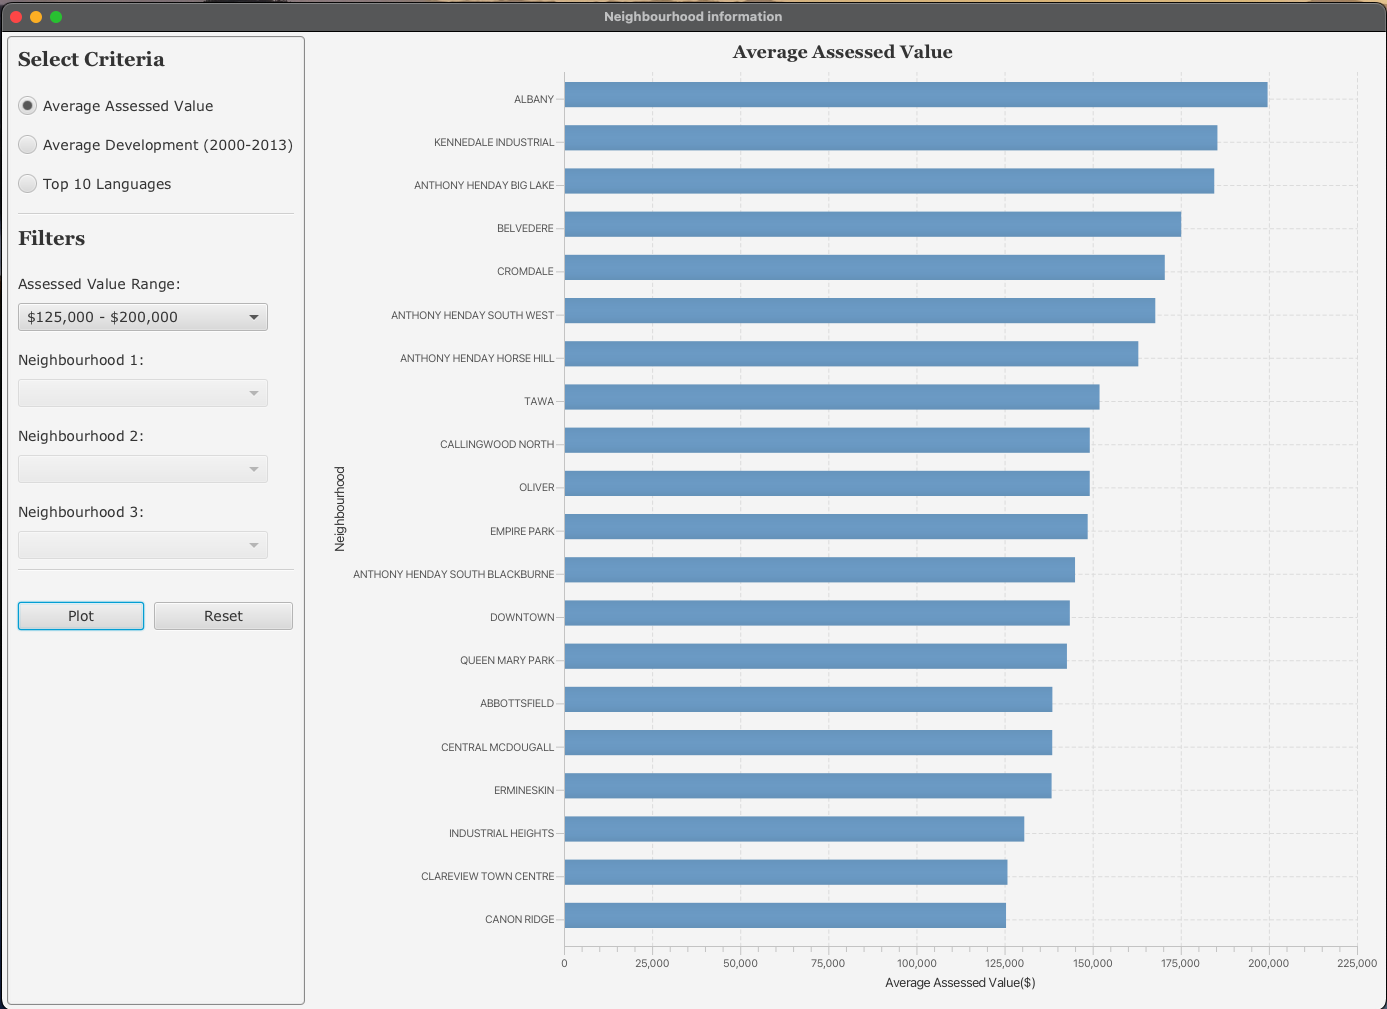 Neighbourhood information
Select Criteria
Average Assessed Value
Average Development (2000-2013)
Top 10 Languages
Filters
Assessed Value Range:
$125,000 - $200,000
Neighbourhood 1:
Neighbourhood 2:
Neighbourhood 3:
Plot
Reset
Average Assessed Value
Neighbourhood
ALBANY
KENNEDALE INDUSTRIAL
ANTHONY HENDAY BIG LAKE
BELVEDERE
CROMDALE
ANTHONY HENDAY SOUTH WEST
ANTHONY HENDAY HORSE HILL
TAWA
CALLINGWOOD NORTH
OLIVER
EMPIRE PARK
ANTHONY HENDAY SOUTH BLACKBURNE
DOWNTOWN
QUEEN MARY PARK
ABBOTTSFIELD
CENTRAL MCDOUGALL
ERMINESKIN
INDUSTRIAL HEIGHTS
CLAREVIEW TOWN CENTRE
CANON RIDGE
0 25,000 50,000 75,000 100,000 125,000 150,000 175,000 200,000 225,000
Average Assessed Value($)